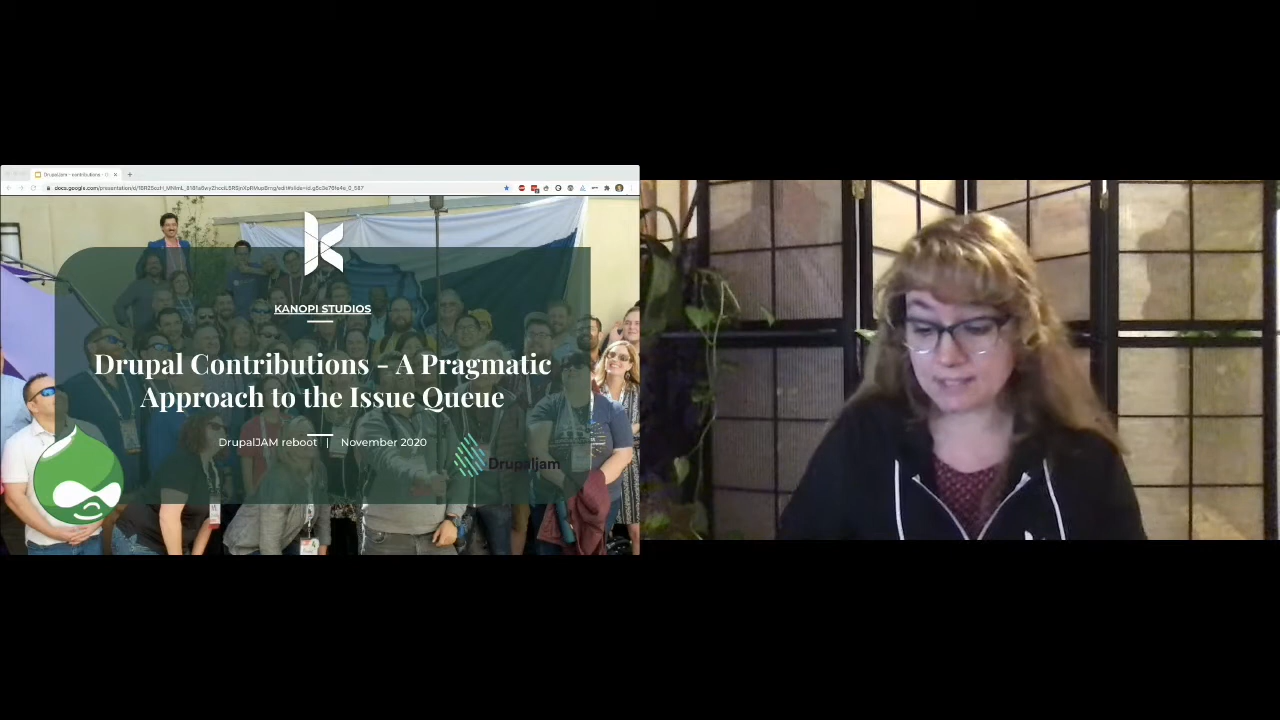 KANOPI STUDIOS
Drupal Contributions - A Pragmatic
Approach to the Issue Queue
DrupalJAM reboot | November 2020
Drupaljam